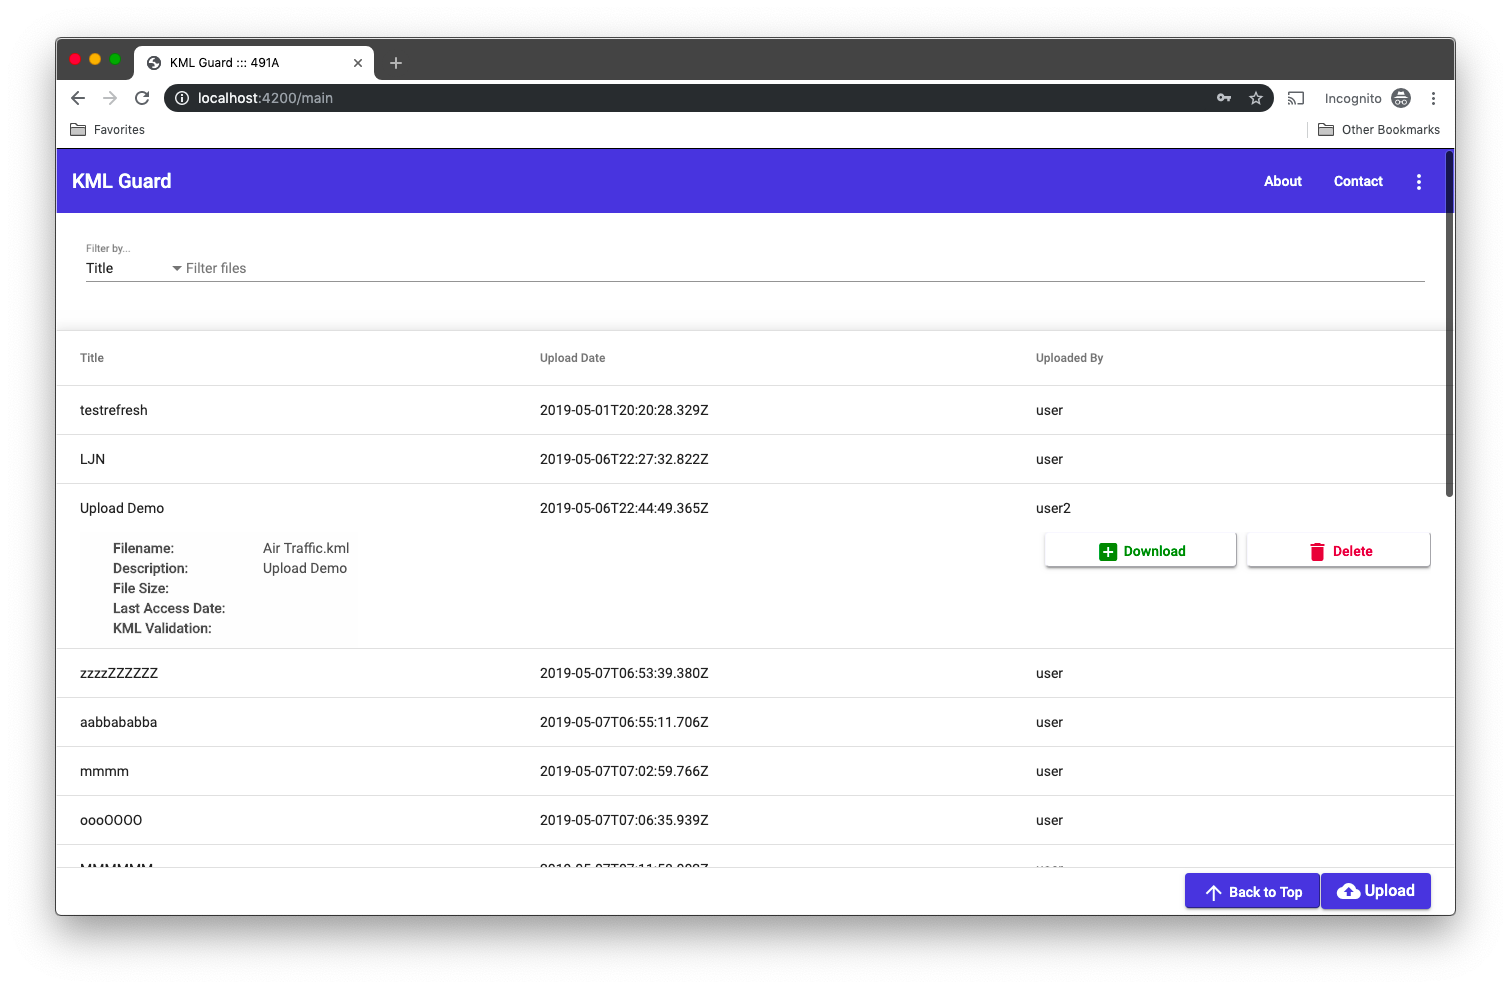 KML Guard ::: 491A
localhost:4200/main
Incognito
Favorites
Other Bookmarks
KML Guard
About Contact
Filter by...
Title Filter files
Title Upload Date Uploaded By
testrefresh 2019-05-01T20:20:28.329Z user
LJN 2019-05-06T22:27:32.822Z user
Upload Demo 2019-05-06T22:44:49.365Z user2
Filename: Air Traffic.kml
Download Delete
Description: Upload Demo
File Size:
Last Access Date:
KML Validation:
zzzzZZZZZZ 2019-05-07T06:53:39.380Z user
aabbababba 2019-05-07T06:55:11.706Z user
mmmm 2019-05-07T07:02:59.766Z user
oooOOOO 2019-05-07T07:06:35.939Z user
Back to Top Upload